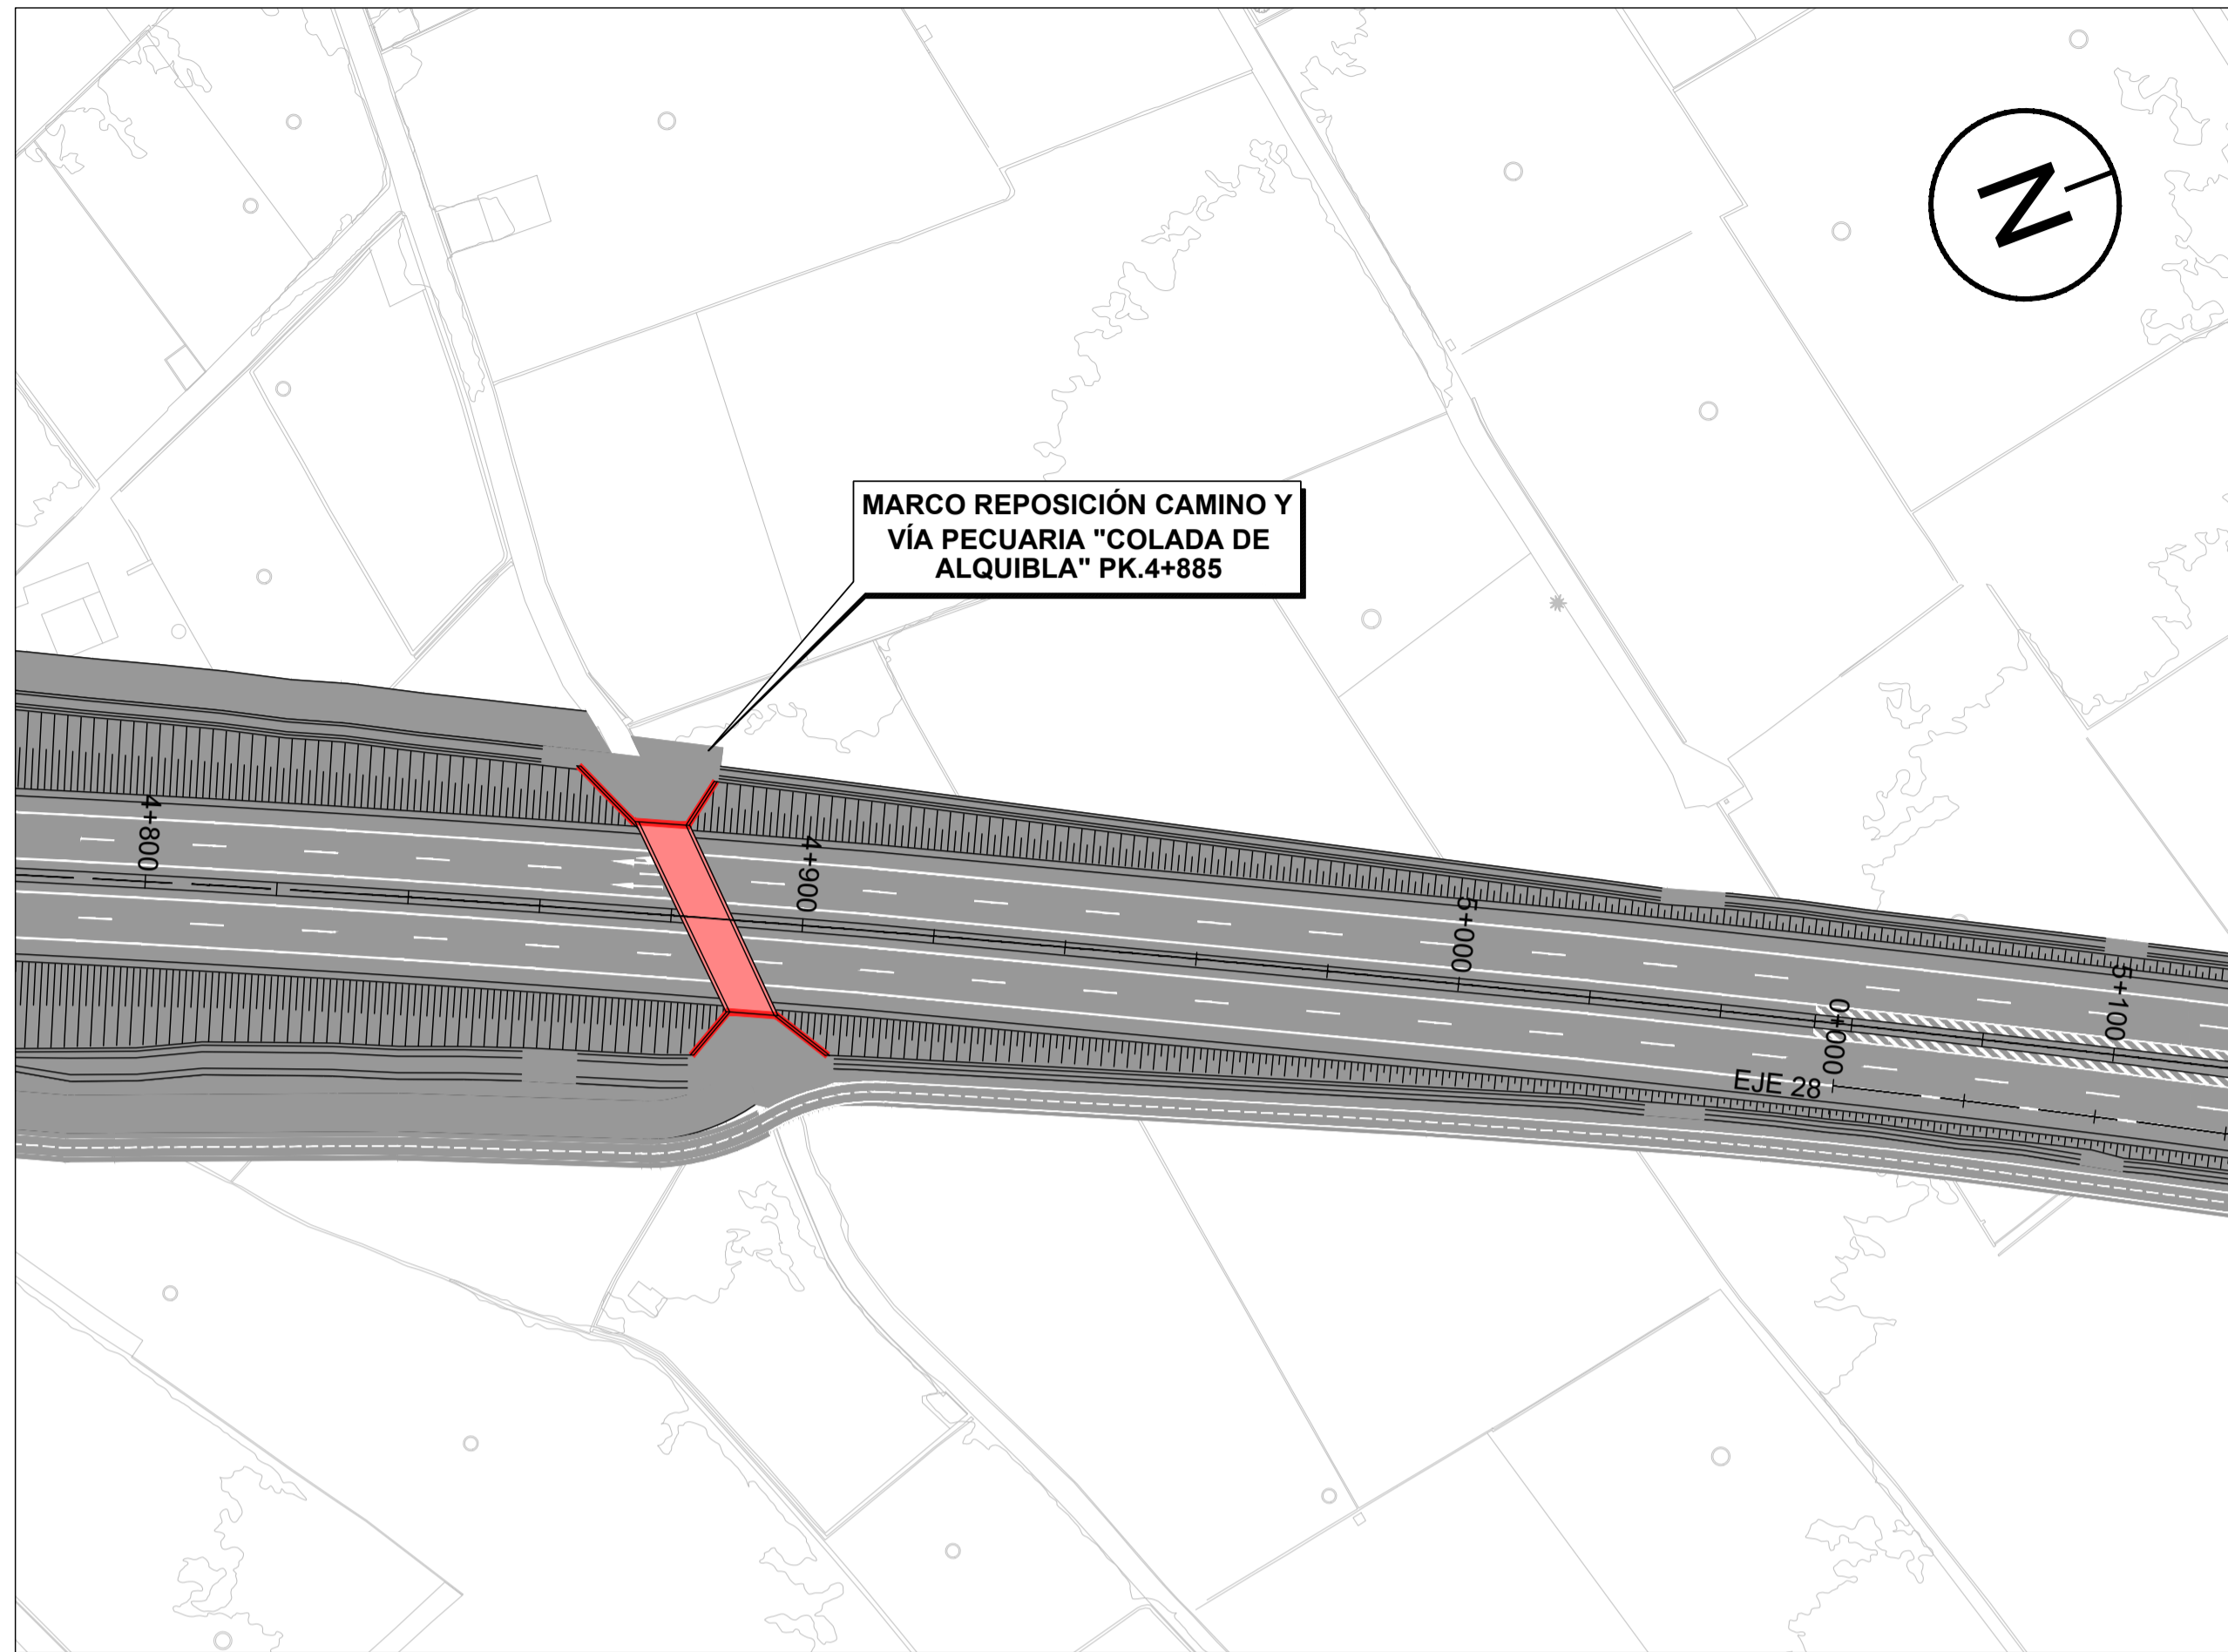 N
MARCO REPOSICIÓN CAMINO Y
VÍA PECUARIA "COLADA DE
ALQUIBLA" PK.4+885
4+800
4+900
5+000
5+100
0+000
EJE 28